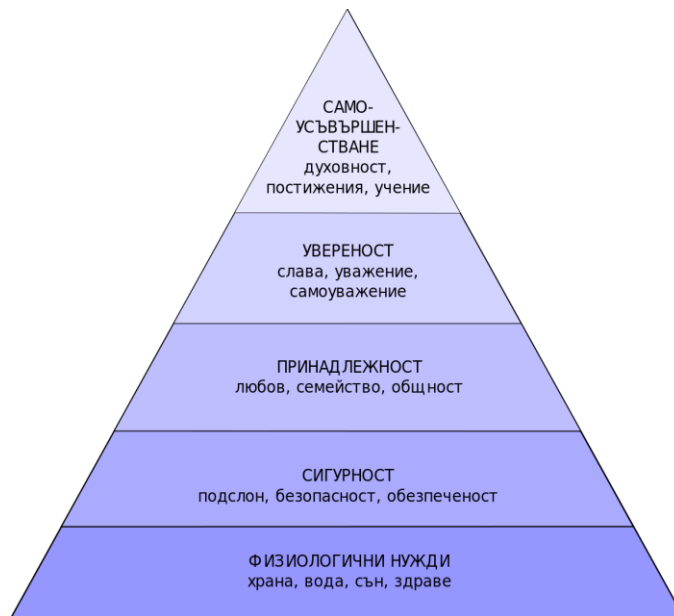 САМО-
УСЪВЪРШЕН-
СТВАНЕ
духовност,
постижения, учение
УВЕРЕНОСТ
слава, уважение,
самоуважение
ПРИНАДЛЕЖНОСТ
любов, семейство, общност
СИГУРНОСТ
подслон, безопасност, обезпеченост
ФИЗИОЛОГИЧНИ НУЖДИ
храна, вода, сън, здраве